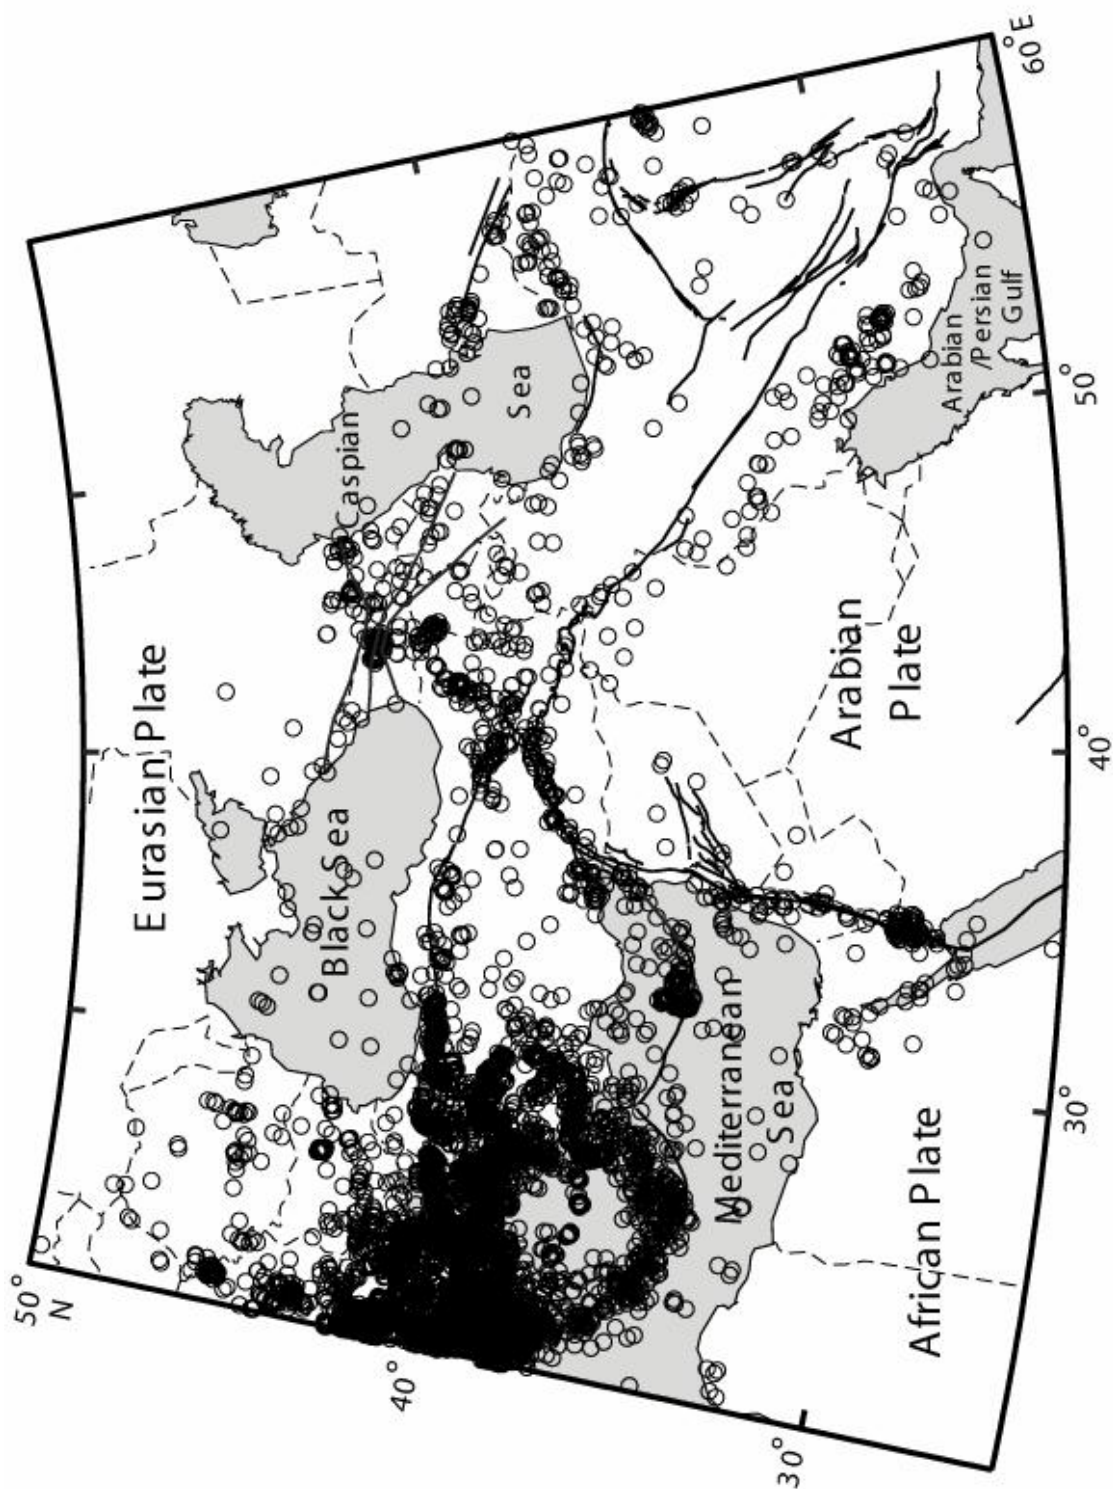 50°
N
40°
30°
Eurasian Plate
Black Sea
Caspian
Sea
Mediterranean
Sea
African Plate
Arabian
Plate
Arabian
/Persian
Gulf
30°
40°
50°
60°E